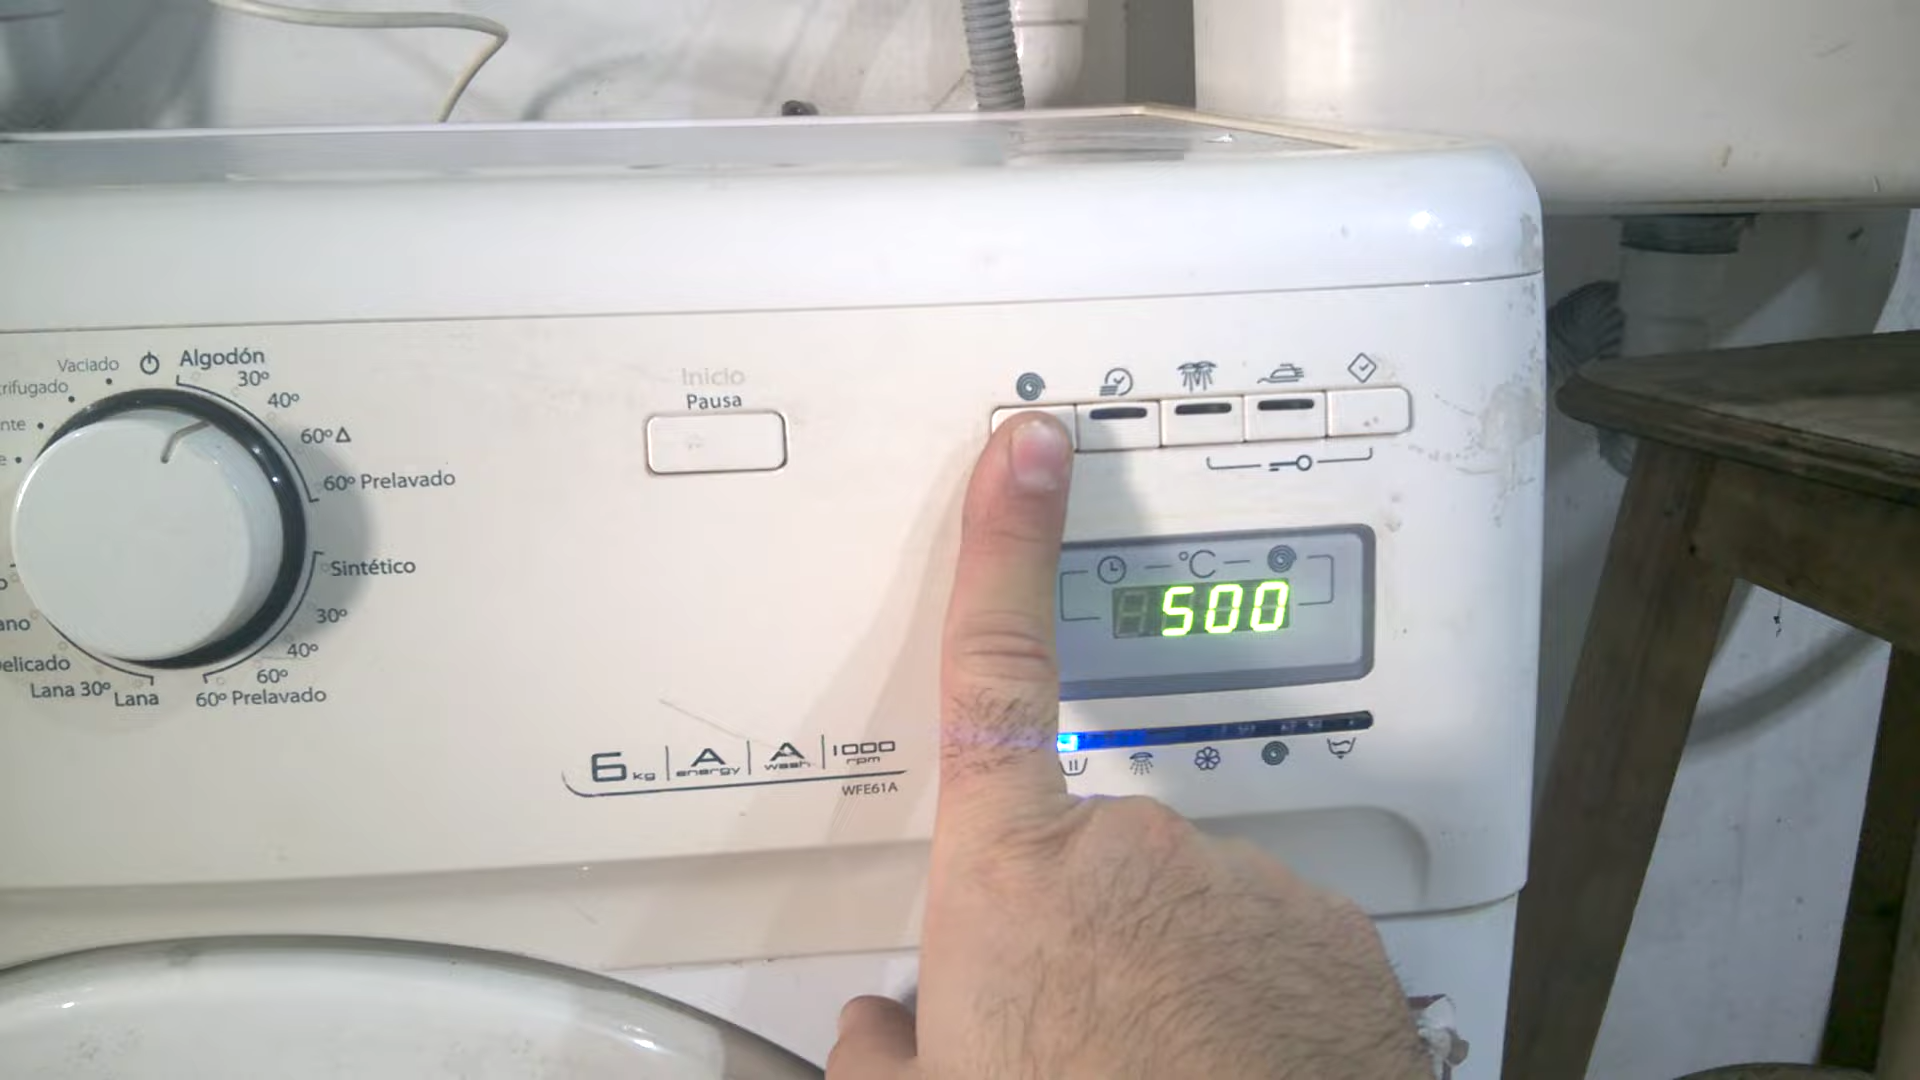 Vaciado
Algodón
trifugado
30º
40º
nte
60º
e
60º Prelavado
Sintético
30º
ano
40º
elicado
60º
Lana 30º
Lana
60º Prelavado
Inicio
Pausa
°C
500
6 kg
A energy
A wash
1000 rpm
WFE61A